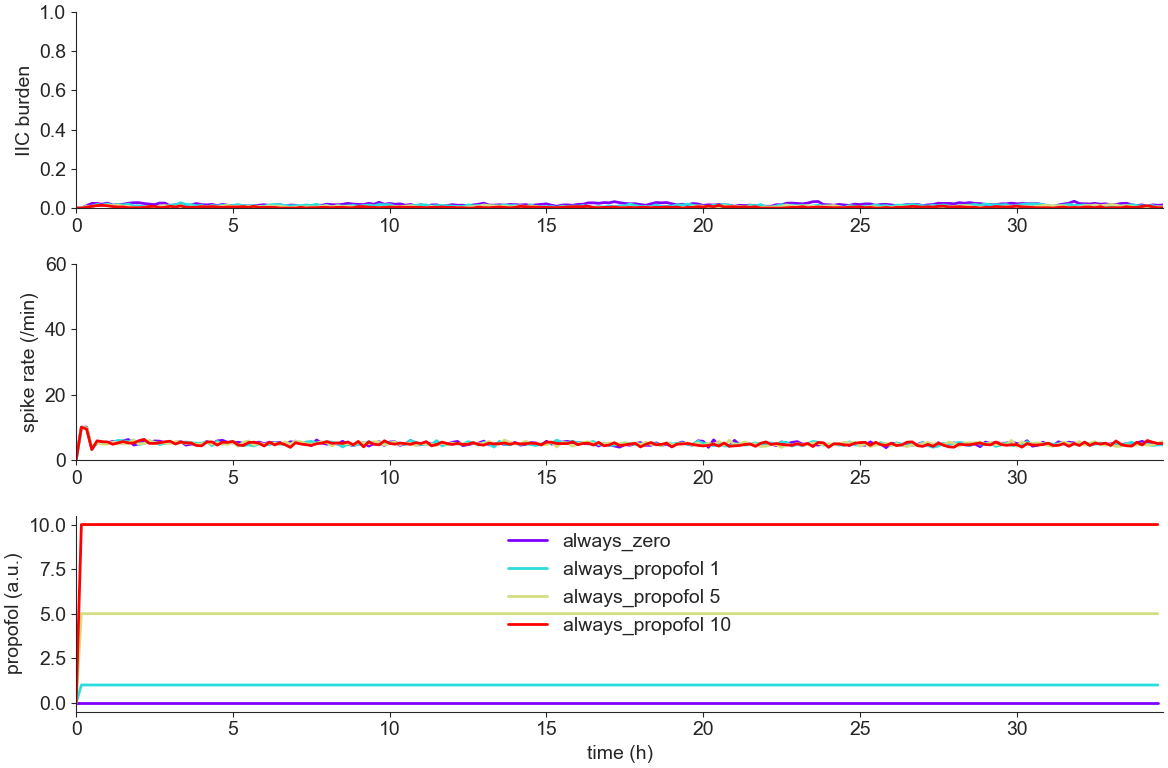 1.0
0.8
0.6
0.4
0.2
0.0
IIC burden
0 5 10 15 20 25 30
60
40
20
0
spike rate (/min)
0 5 10 15 20 25 30
10.0
7.5
5.0
2.5
0.0
propofol (a.u.)
always_zero
always_propofol 1
always_propofol 5
always_propofol 10
0 5 10 15 20 25 30
time (h)